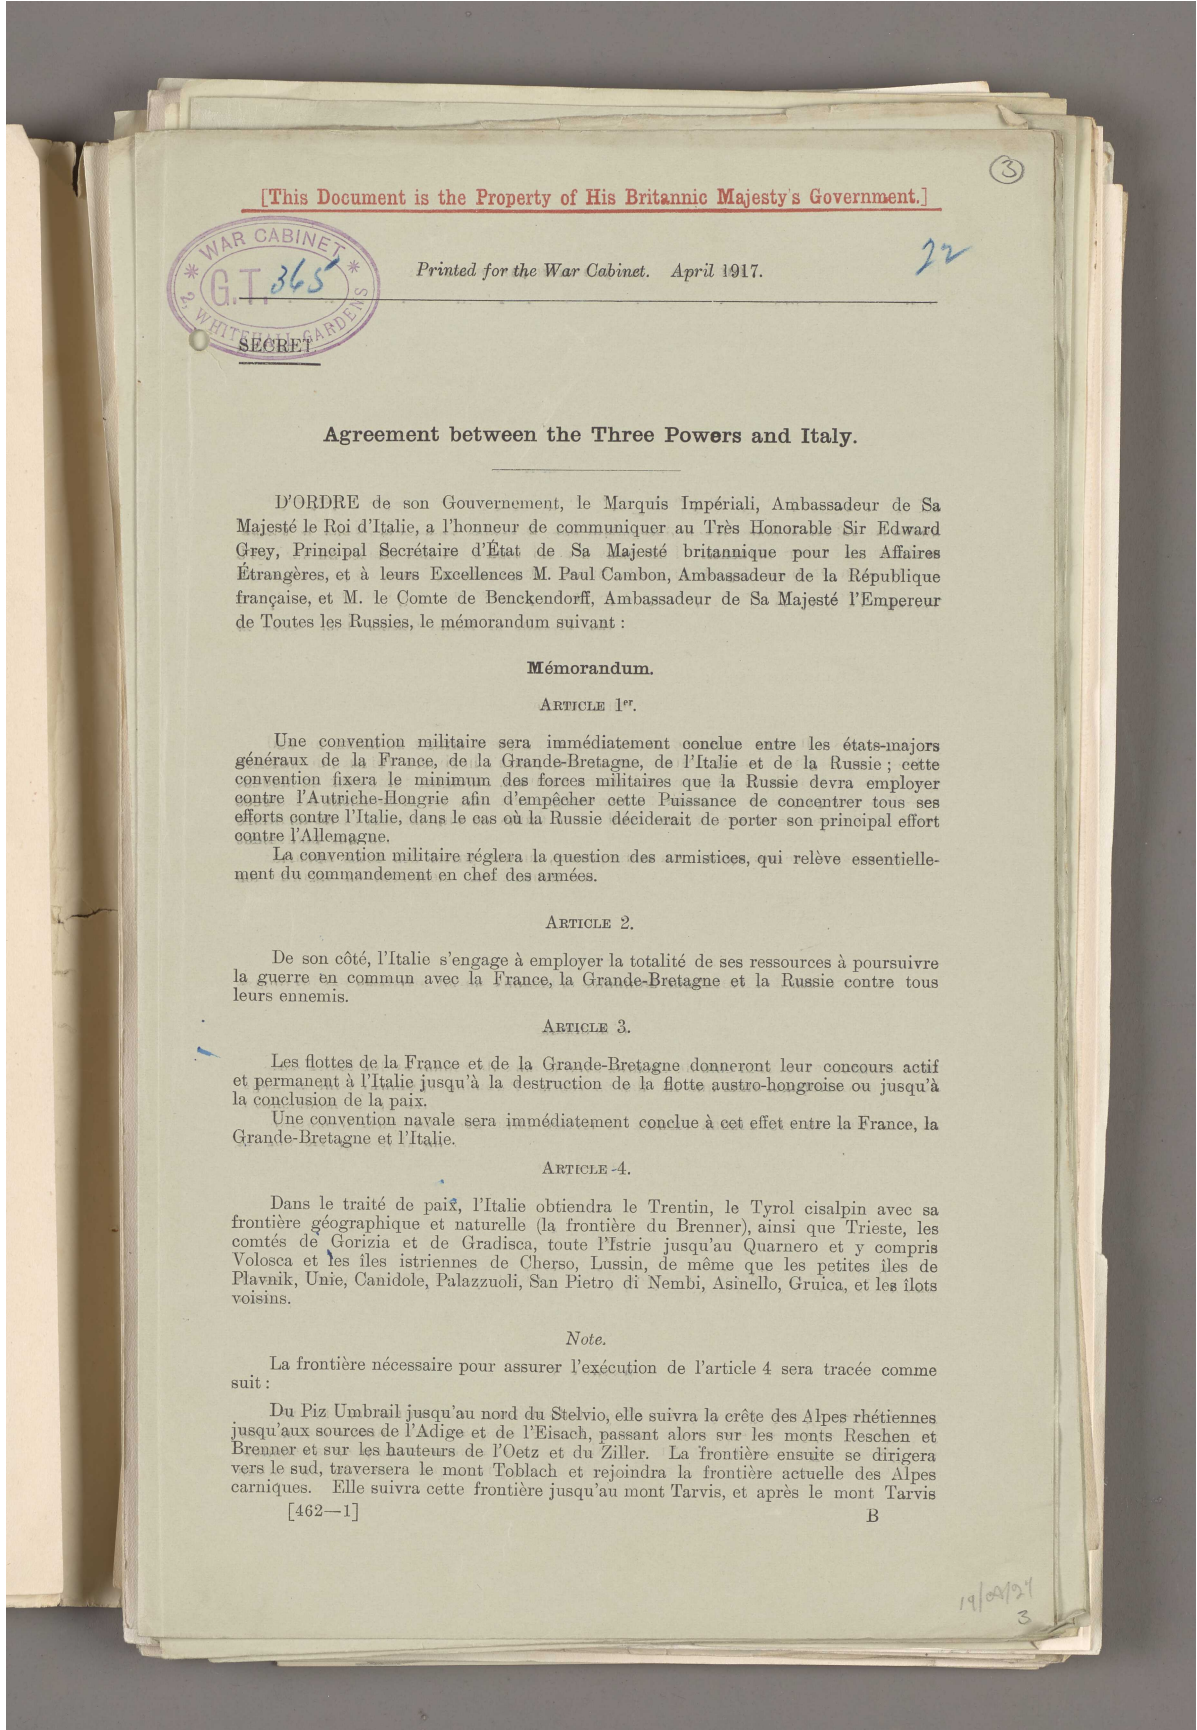 3
[This Document is the Property of His Britannic Majesty's Government.]
WAR CABINET
G.T. 365
2, WHITEHALL GARDENS
Printed for the War Cabinet. April 1917.
22
SECRET.
Agreement between the Three Powers and Italy.
D'ORDRE de son Gouvernement, le Marquis Impériali, Ambassadeur de Sa
Majesté le Roi d'Italie, a l'honneur de communiquer au Très Honorable Sir Edward
Grey, Principal Secrétaire d'État de Sa Majesté britannique pour les Affaires
Étrangères, et à leurs Excellences M. Paul Cambon, Ambassadeur de la République
française, et M. le Comte de Benckendorff, Ambassadeur de Sa Majesté l'Empereur
de Toutes les Russies, le mémorandum suivant :
Mémorandum.
ARTICLE 1er.
Une convention militaire sera immédiatement conclue entre les états-majors
généraux de la France, de la Grande-Bretagne, de l'Italie et de la Russie ; cette
convention fixera le minimum des forces militaires que la Russie devra employer
contre l'Autriche-Hongrie afin d'empêcher cette Puissance de concentrer tous ses
efforts contre l'Italie, dans le cas où la Russie déciderait de porter son principal effort
contre l'Allemagne.
La convention militaire réglera la question des armistices, qui relève essentielle-
ment du commandement en chef des armées.
ARTICLE 2.
De son côté, l'Italie s'engage à employer la totalité de ses ressources à poursuivre
la guerre en commun avec la France, la Grande-Bretagne et la Russie contre tous
leurs ennemis.
ARTICLE 3.
Les flottes de la France et de la Grande-Bretagne donneront leur concours actif
et permanent à l'Italie jusqu'à la destruction de la flotte austro-hongroise ou jusqu'à
la conclusion de la paix.
Une convention navale sera immédiatement conclue à cet effet entre la France, la
Grande-Bretagne et l'Italie.
ARTICLE 4.
Dans le traité de paix, l'Italie obtiendra le Trentin, le Tyrol cisalpin avec sa
frontière géographique et naturelle (la frontière du Brenner), ainsi que Trieste, les
comtés de Gorizia et de Gradisca, toute l'Istrie jusqu'au Quarnero et y compris
Volosca et les îles istriennes de Cherso, Lussin, de même que les petites îles de
Plavnik, Unie, Canidole, Palazzuoli, San Pietro di Nembi, Asinello, Gruica, et les îlots
voisins.
Note.
La frontière nécessaire pour assurer l'exécution de l'article 4 sera tracée comme
suit :
Du Piz Umbrail jusqu'au nord du Stelvio, elle suivra la crête des Alpes rhétiennes
jusqu'aux sources de l'Adige et de l'Eisach, passant alors sur les monts Reschen et
Brenner et sur les hauteurs de l'Oetz et du Ziller. La frontière ensuite se dirigera
vers le sud, traversera le mont Toblach et rejoindra la frontière actuelle des Alpes
carniques. Elle suivra cette frontière jusqu'au mont Tarvis, et après le mont Tarvis
[462—1] B
3